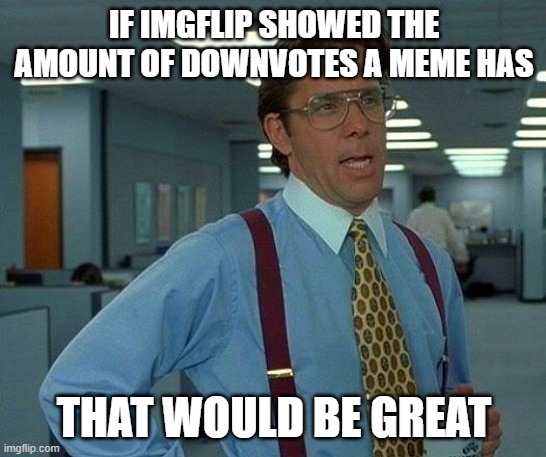 IF IMGFLIP SHOWED THE
AMOUNT OF DOWNVOTES A MEME HAS
THAT WOULD BE GREAT
imgflip.com